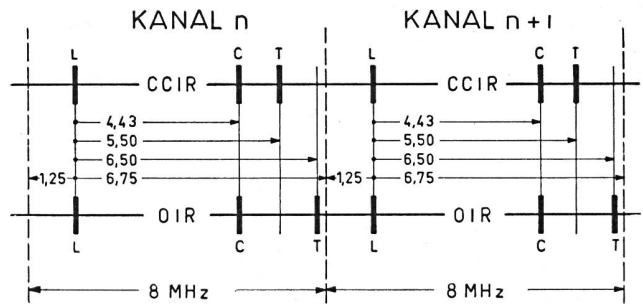 KANAL n KANAL n+1
L C T L C T
CCIR CCIR
4,43 4,43
5,50 5,50
6,50 6,50
1,25 6,75 1,25 6,75
OIR OIR
L C T L C T
8 MHz 8 MHz